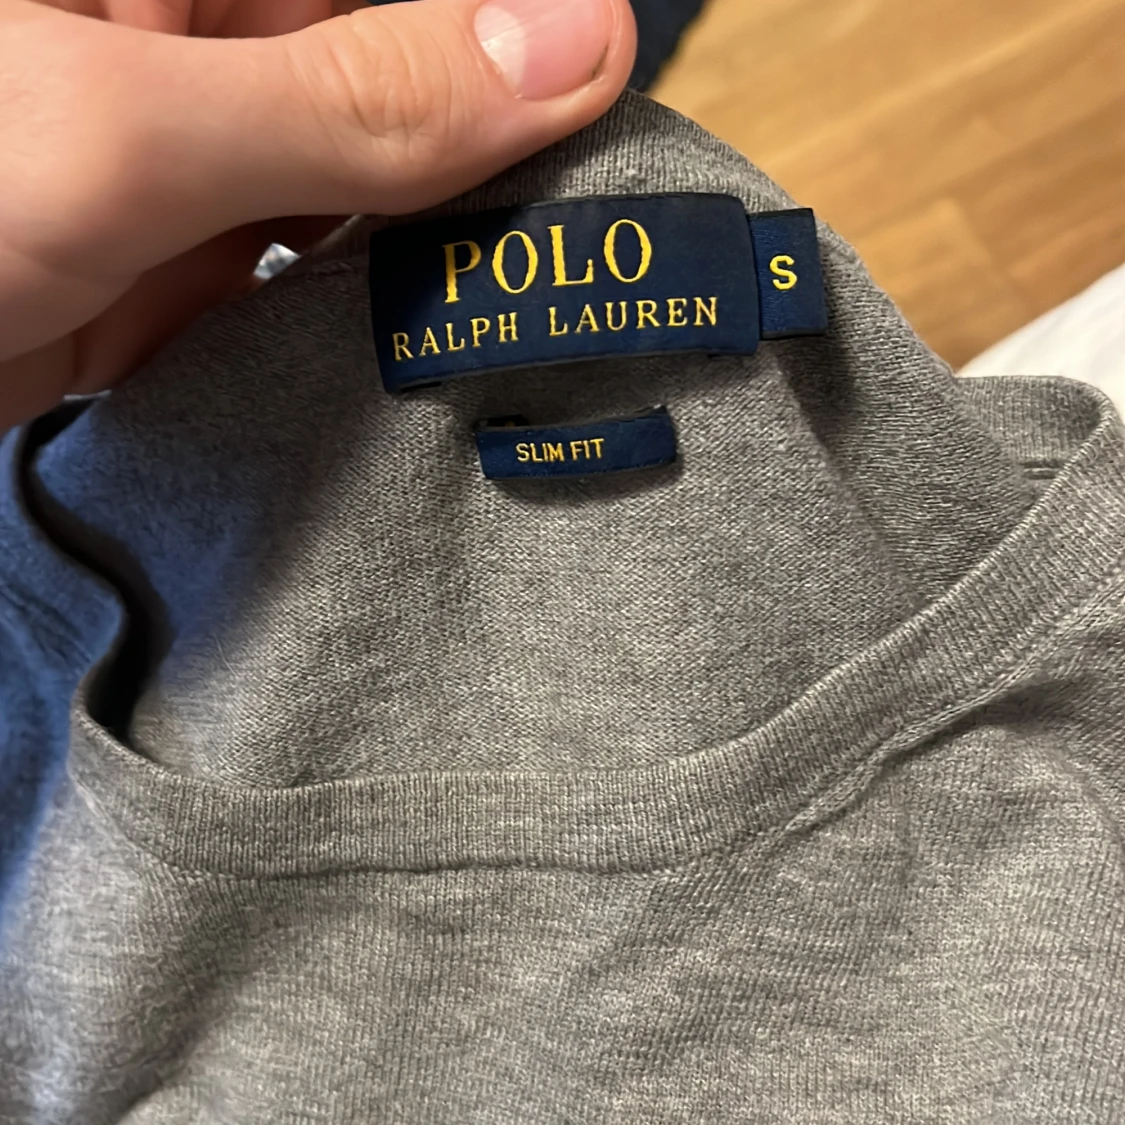 POLO
RALPH LAUREN
S
SLIM FIT